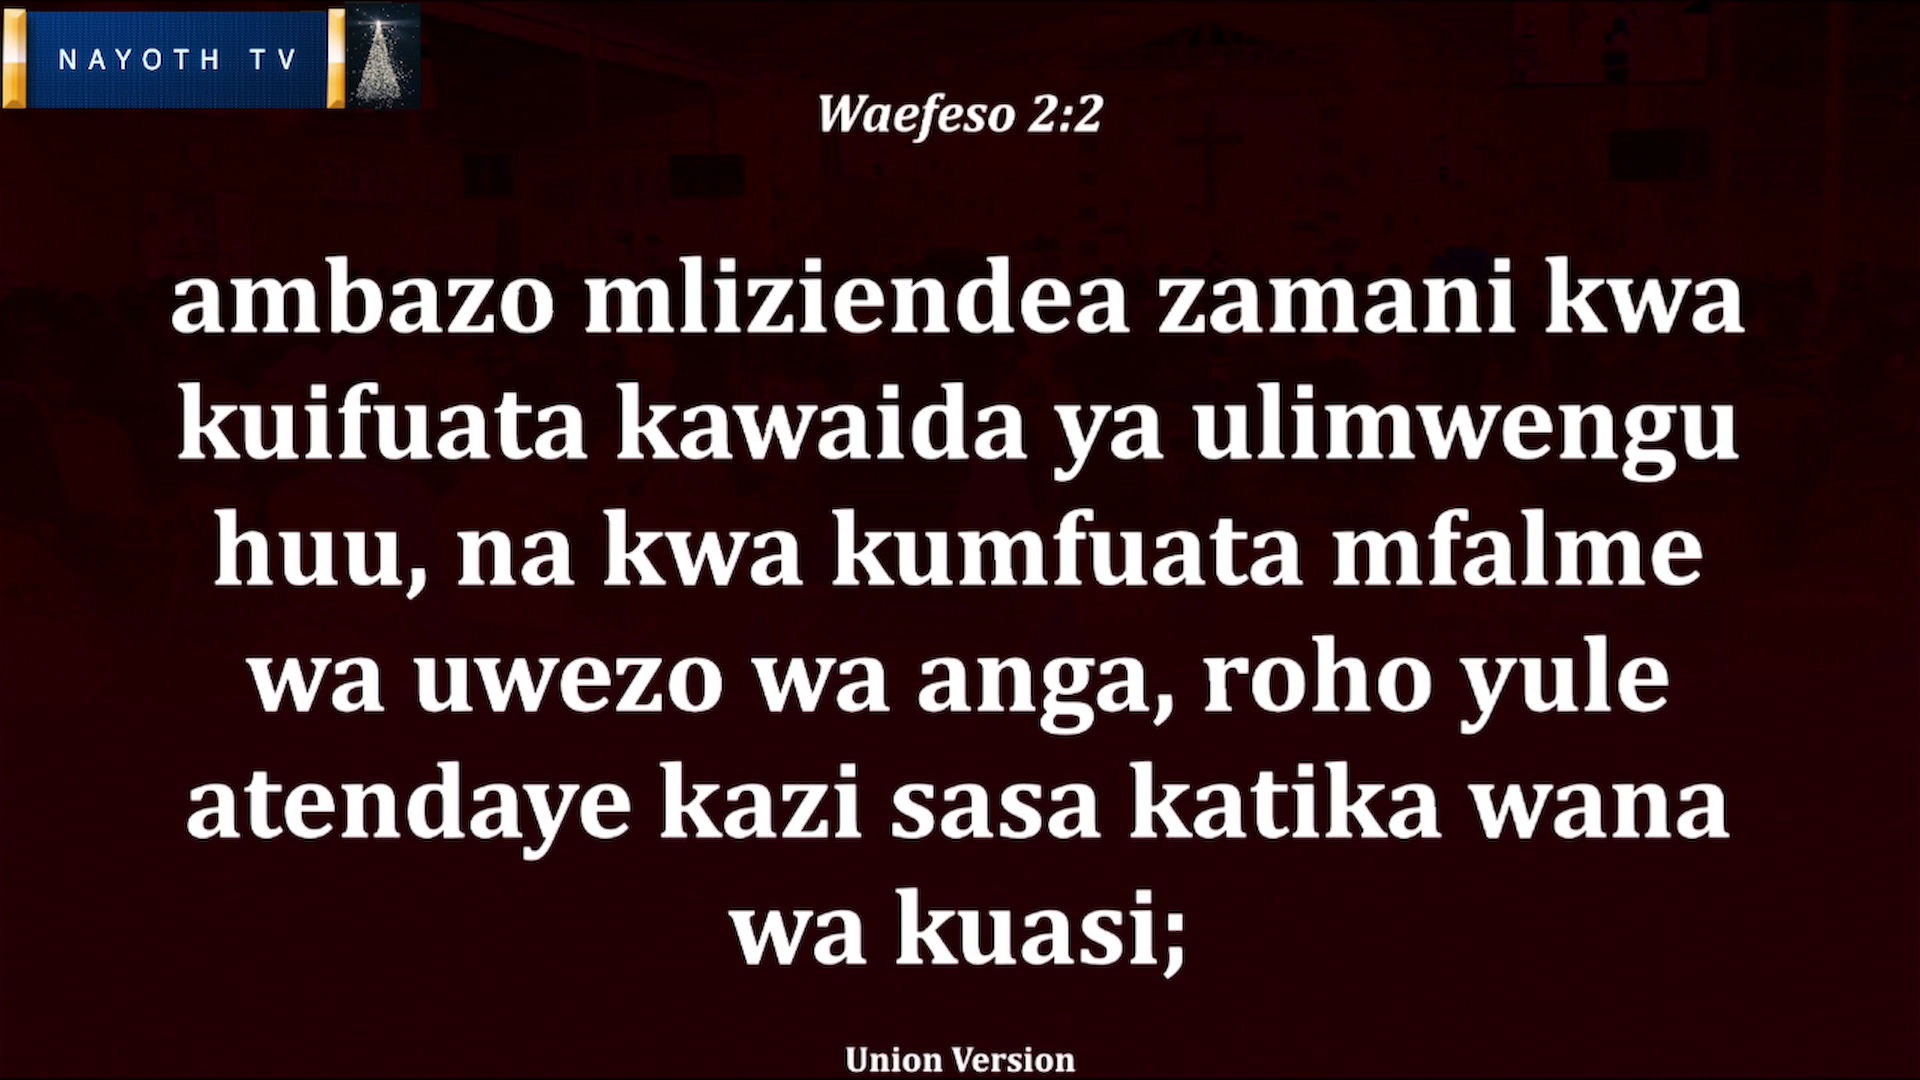 NAYOTH TV
Waefeso 2:2
ambazo mliziendea zamani kwa
kuifuata kawaida ya ulimwengu
huu, na kwa kumfuata mfalme
wa uwezo wa anga, roho yule
atendaye kazi sasa katika wana
wa kuasi;
Union Version